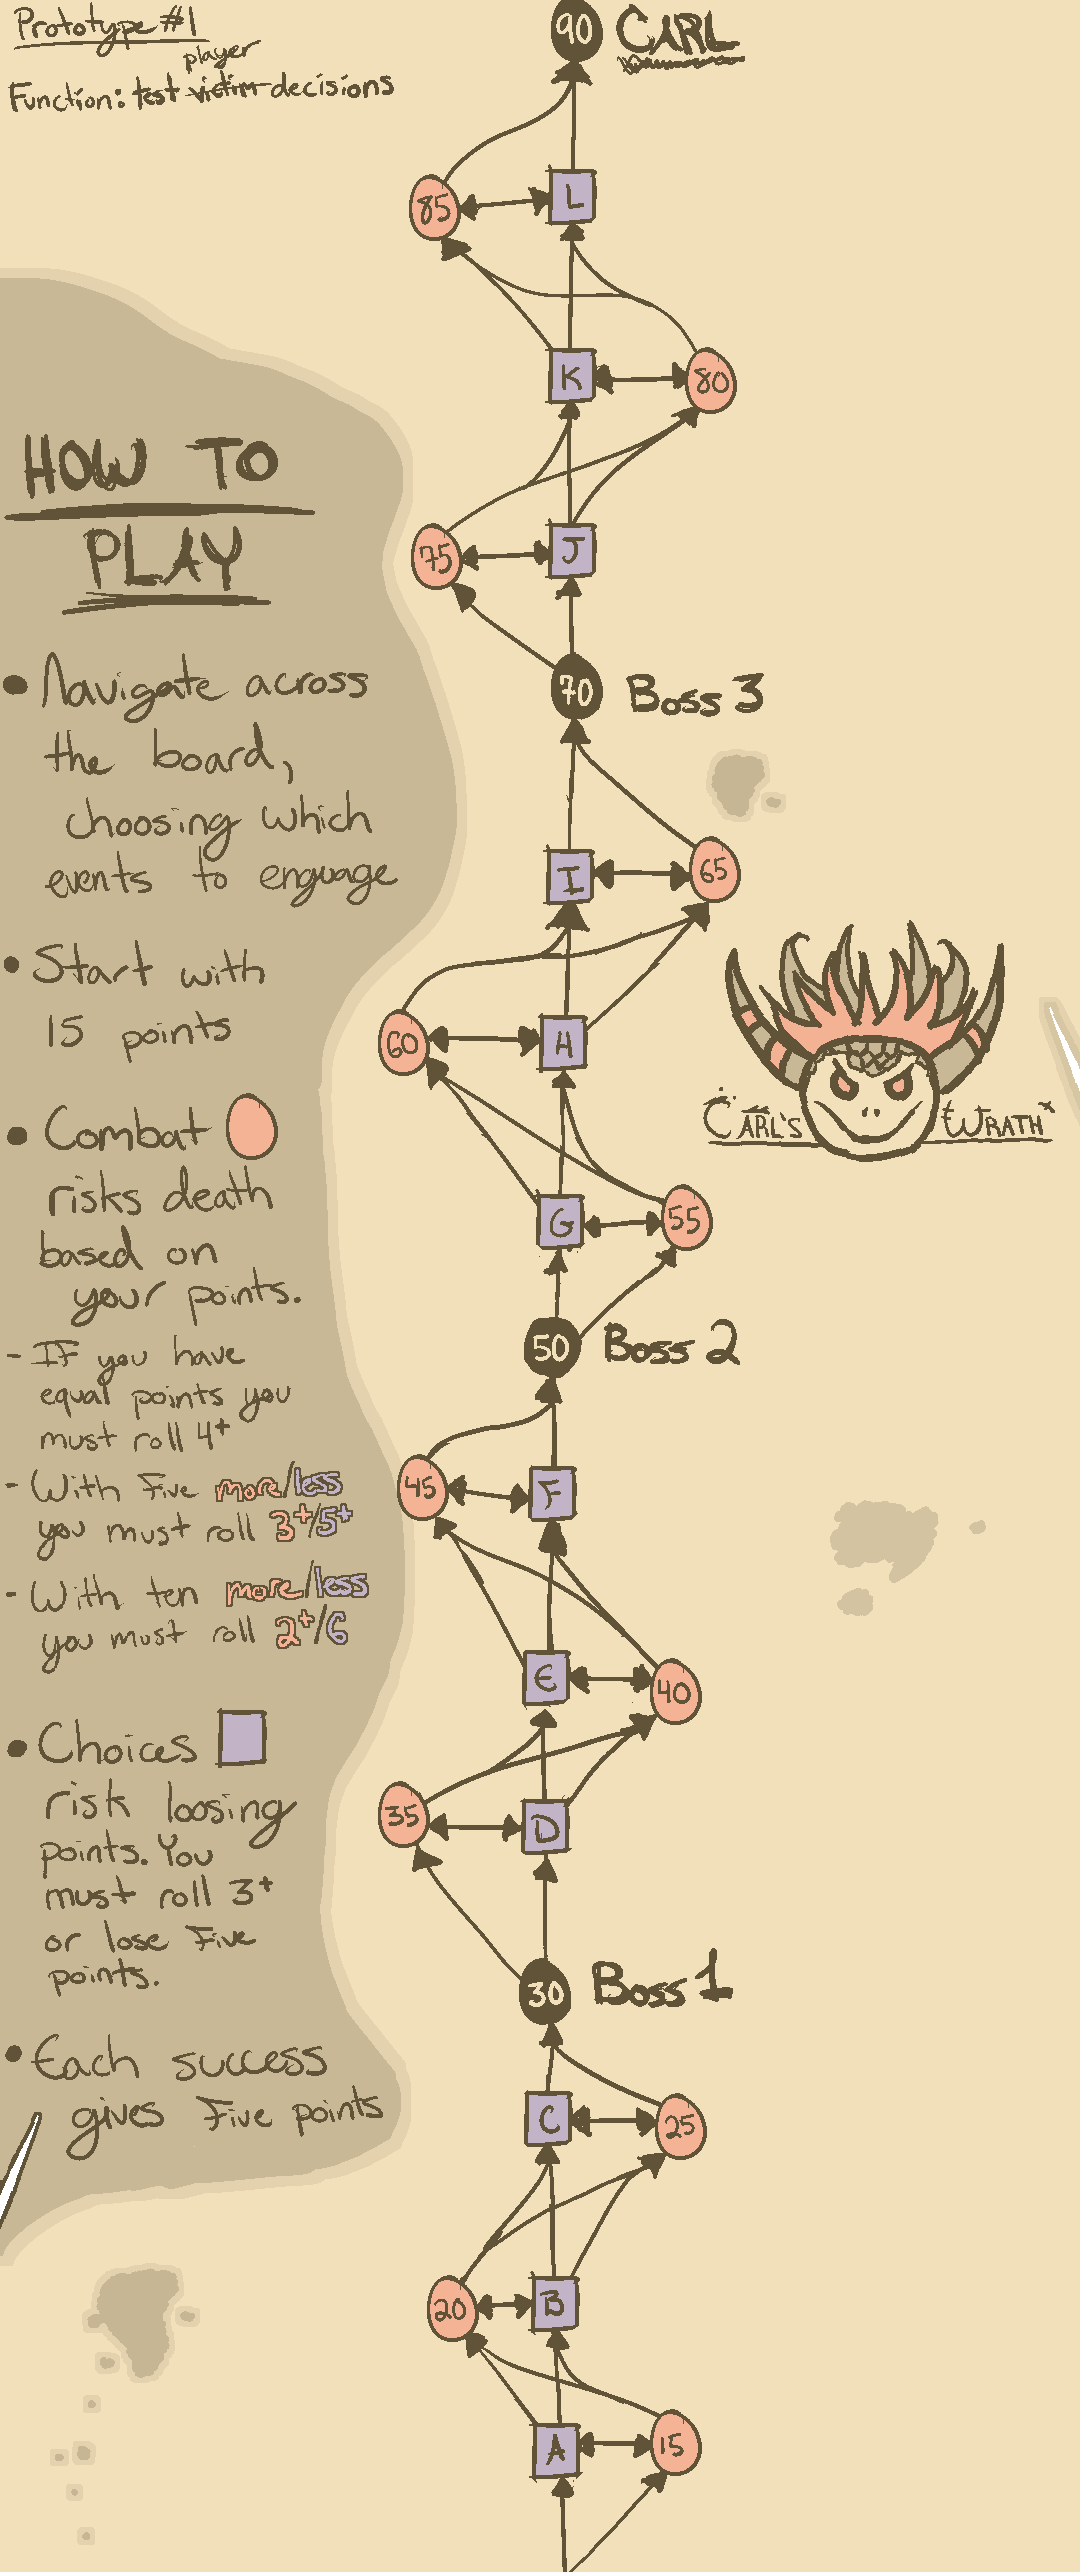 Prototype #1
player
Function: test victim decisions
90 CARL
85 L
K 80
75 J
70 Boss 3
I 65
60 H
G 55
50 Boss 2
45 F
E 40
35 D
30 Boss 1
C 25
20 B
A 15
HOW TO
PLAY
• Navigate across
the board,
choosing which
events to enguage
• Start with
15 points
• Combat
risks death
based on
your points.
- IF you have
equal points you
must roll 4+
- With Five more/less
you must roll 3+/5+
- With ten more/less
you must roll 2+/6
• Choices
risk loosing
points. You
must roll 3+
or lose Five
points.
• Each success
gives Five points
CARL'S WRATH